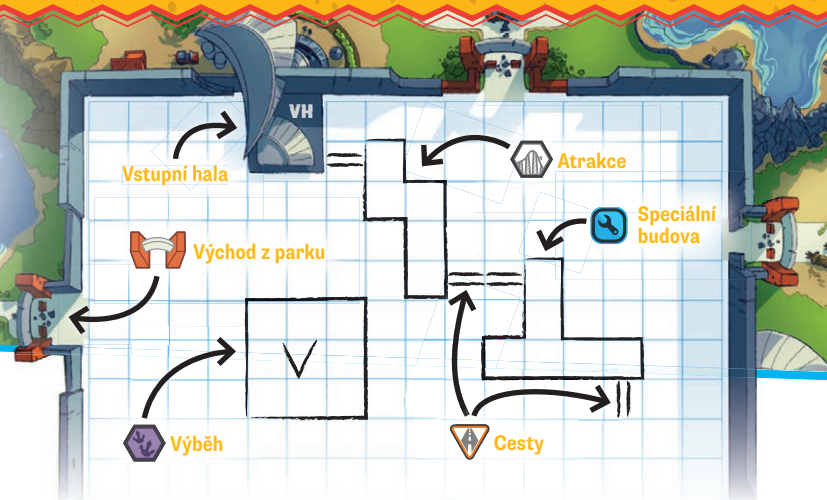 VH
Vstupní hala
Atrakce
Speciální
budova
Východ z parku
V
Výběh
Cesty